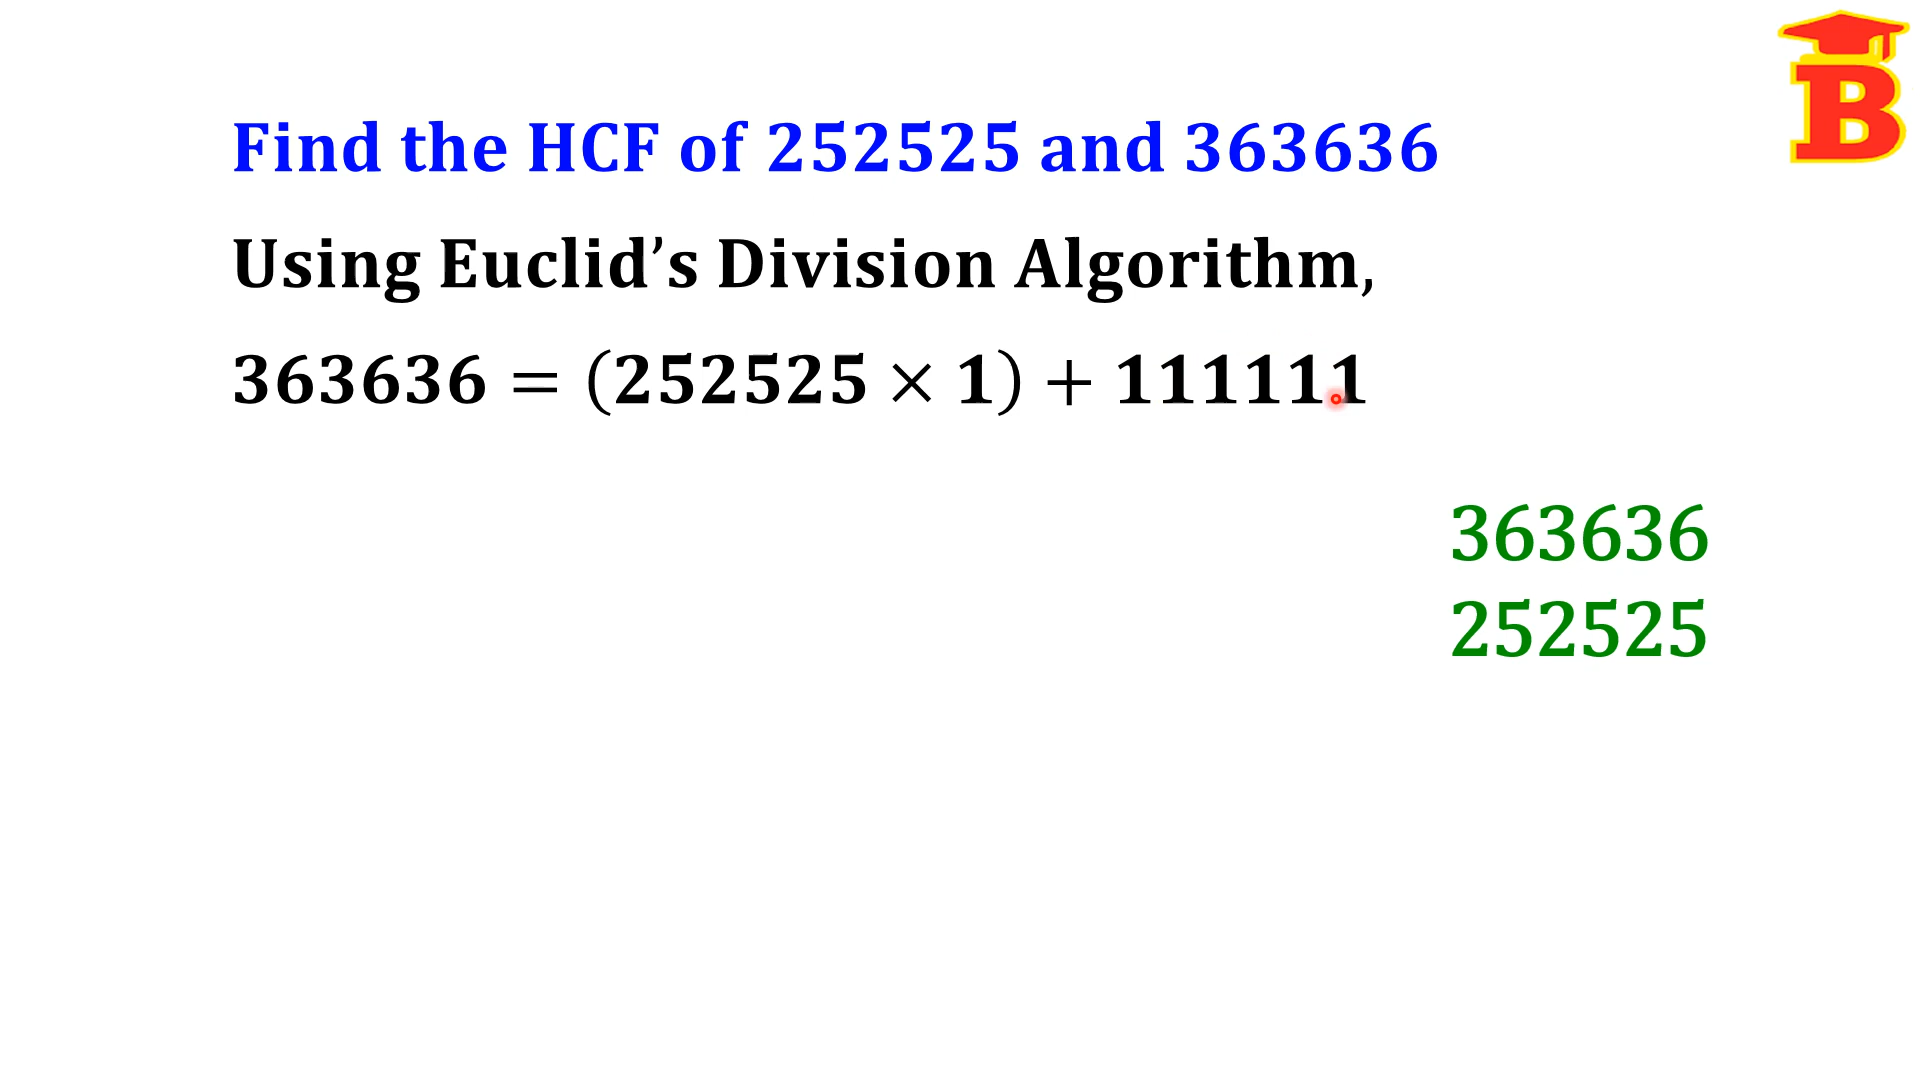 B
Find the HCF of 252525 and 363636
Using Euclid’s Division Algorithm,
363636 = (252525 × 1) + 111111
363636
252525